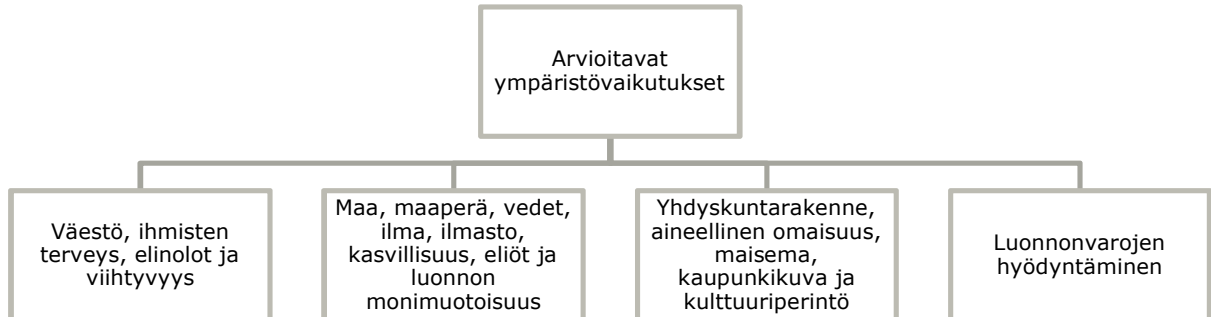 Arvioitavat
ympäristövaikutukset
Väestö, ihmisten
terveys, elinolot ja
viihtyvyys
Maa, maaperä, vedet,
ilma, ilmasto,
kasvillisuus, eliöt ja
luonnon
monimuotoisuus
Yhdyskuntarakenne,
aineellinen omaisuus,
maisema,
kaupunkikuva ja
kulttuuriperintö
Luonnonvarojen
hyödyntäminen